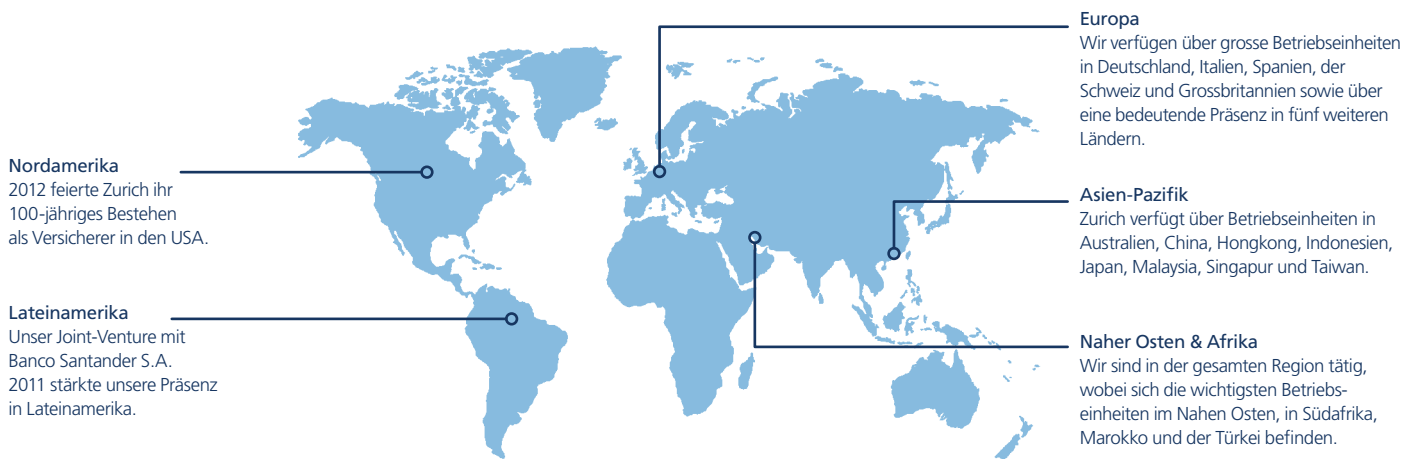 Nordamerika
2012 feierte Zurich ihr
100-jähriges Bestehen
als Versicherer in den USA.
Lateinamerika
Unser Joint-Venture mit
Banco Santander S.A.
2011 stärkte unsere Präsenz
in Lateinamerika.
Europa
Wir verfügen über grosse Betriebseinheiten
in Deutschland, Italien, Spanien, der
Schweiz und Grossbritannien sowie über
eine bedeutende Präsenz in fünf weiteren
Ländern.
Asien-Pazifik
Zurich verfügt über Betriebseinheiten in
Australien, China, Hongkong, Indonesien,
Japan, Malaysia, Singapur und Taiwan.
Naher Osten & Afrika
Wir sind in der gesamten Region tätig,
wobei sich die wichtigsten Betriebs-
einheiten im Nahen Osten, in Südafrika,
Marokko und der Türkei befinden.